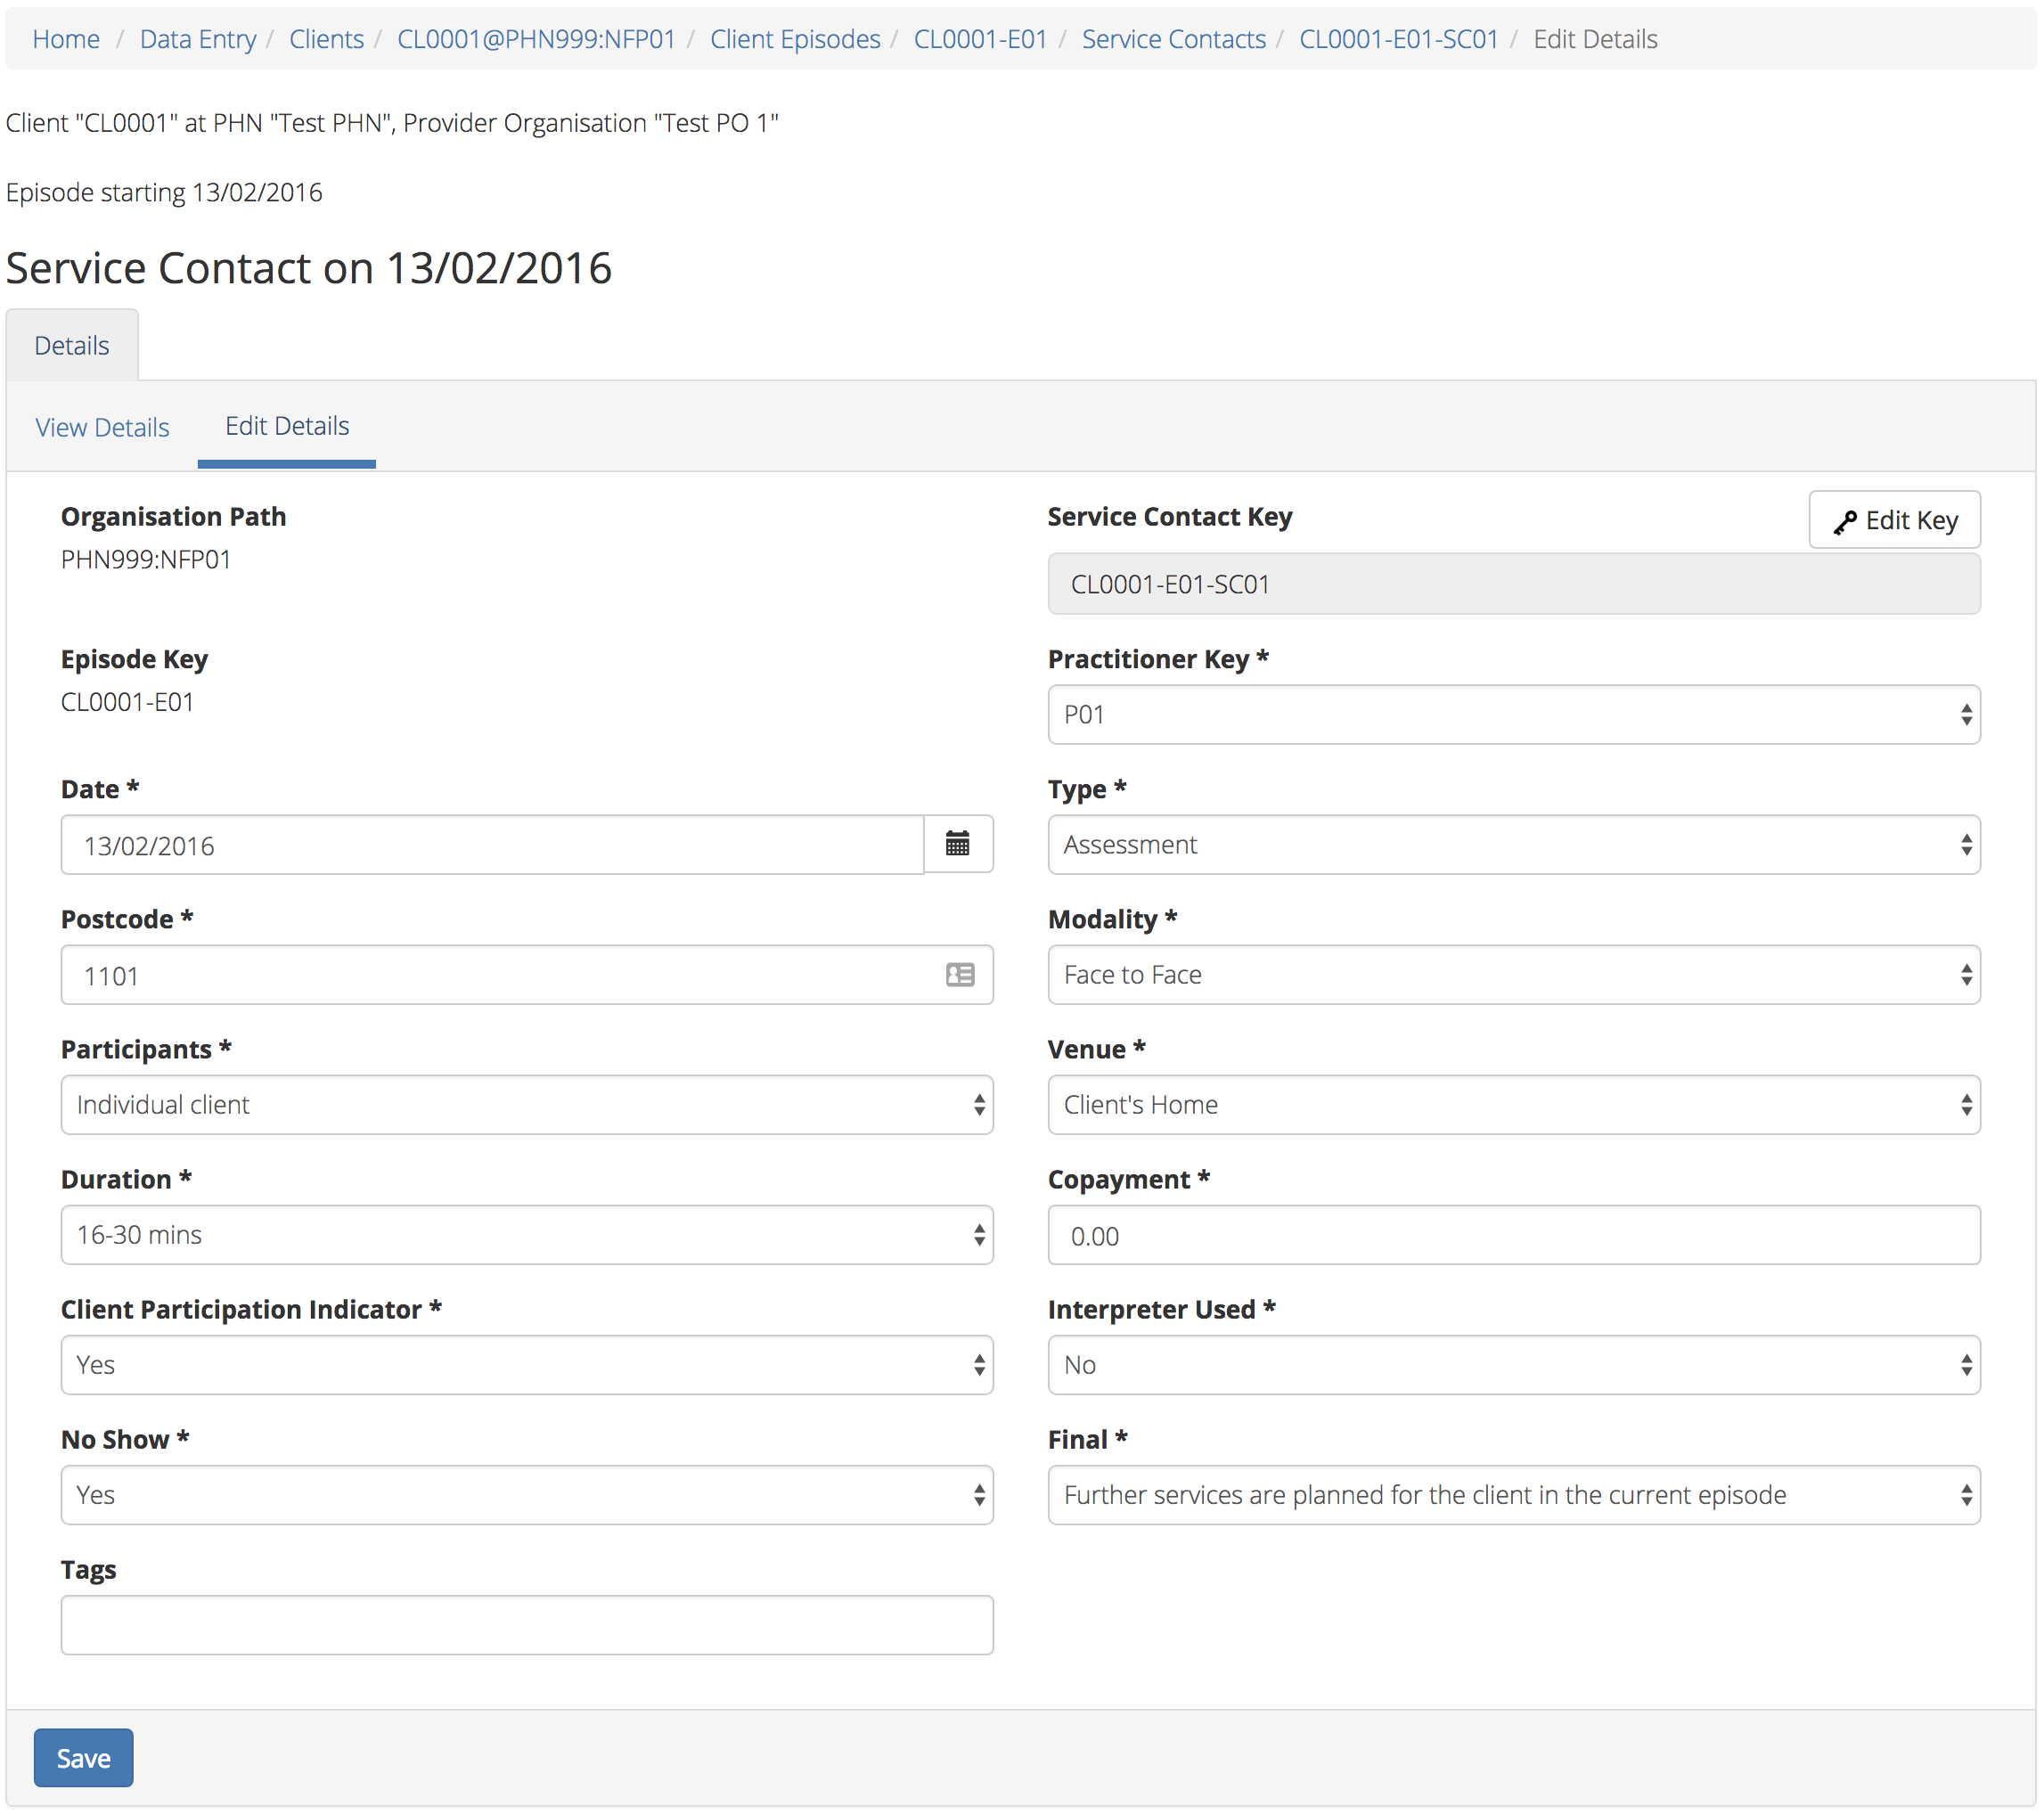 Home / Data Entry / Clients / CL0001@PHN999:NFP01 / Client Episodes / CL0001-E01 / Service Contacts / CL0001-E01-SC01 / Edit Details
Client "CL0001" at PHN "Test PHN", Provider Organisation "Test PO 1"
Episode starting 13/02/2016
Service Contact on 13/02/2016
Details
View Details Edit Details
Organisation Path
PHN999:NFP01
Service Contact Key
Edit Key
CL0001-E01-SC01
Episode Key
CL0001-E01
Practitioner Key *
P01
Date *
13/02/2016
Type *
Assessment
Postcode *
1101
Modality *
Face to Face
Participants *
Individual client
Venue *
Client's Home
Duration *
16-30 mins
Copayment *
0.00
Client Participation Indicator *
Yes
Interpreter Used *
No
No Show *
Yes
Final *
Further services are planned for the client in the current episode
Tags
Save